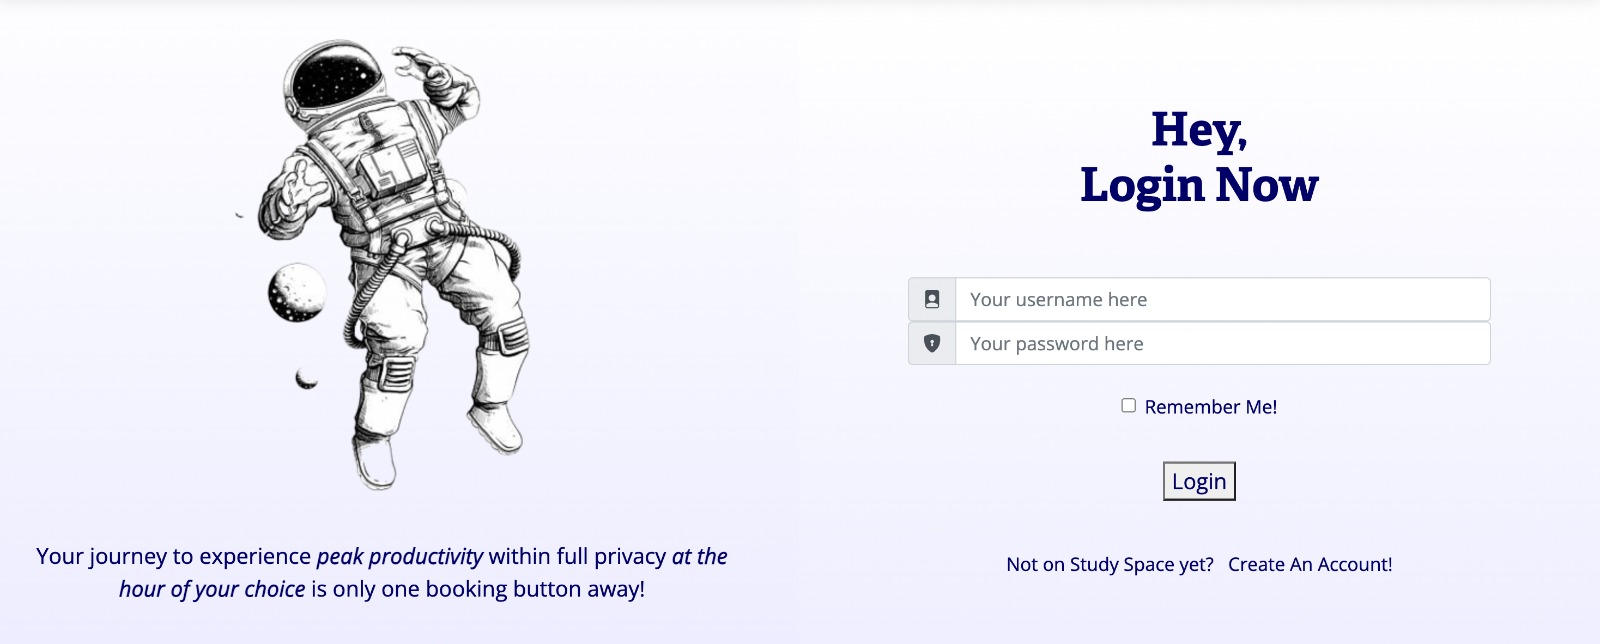 Hey,
Login Now
Your username here
Your password here
Remember Me!
Login
Not on Study Space yet? Create An Account!
Your journey to experience peak productivity within full privacy at the
hour of your choice is only one booking button away!